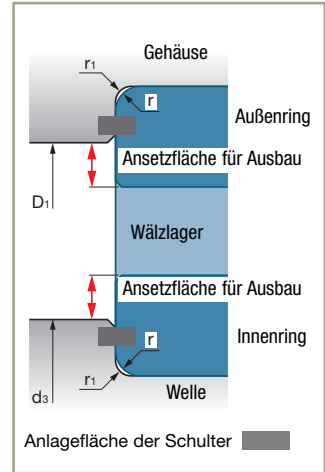 Gehäuse
r1
r
Außenring
Ansetzfläche für Ausbau
D1
Wälzlager
Ansetzfläche für Ausbau
r
Innenring
r1
d3
Welle
Anlagefläche der Schulter